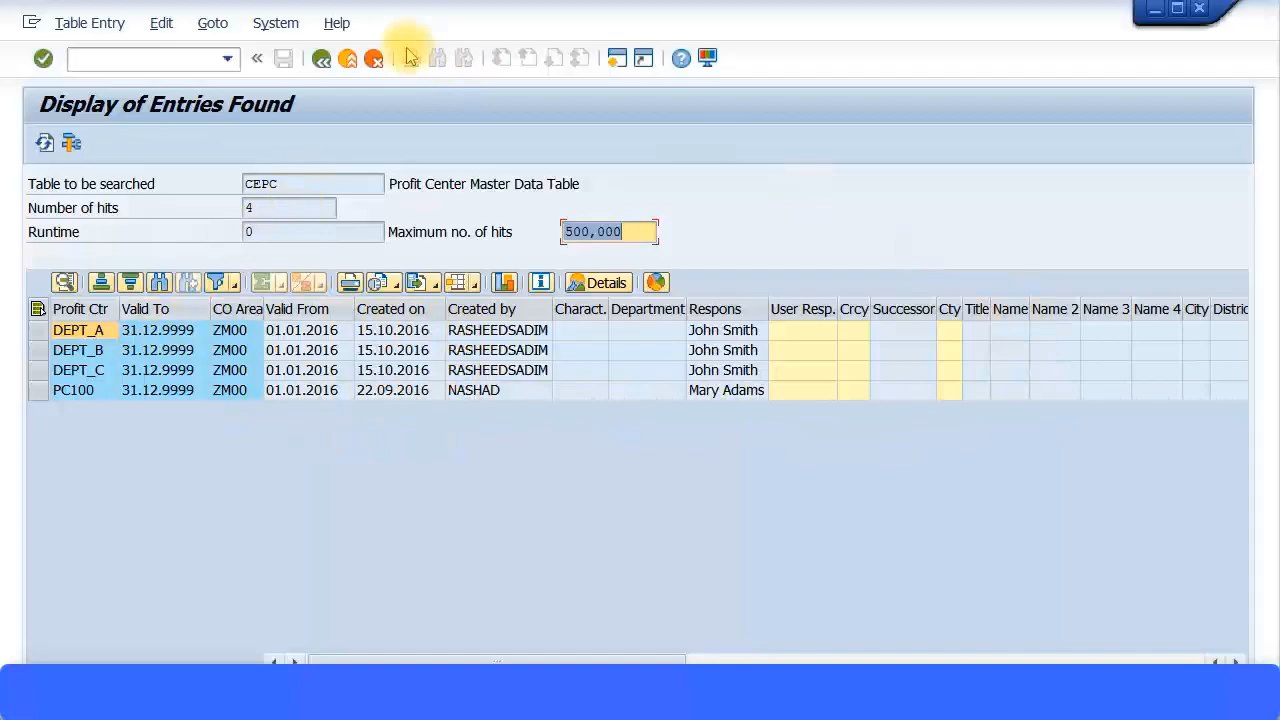 Table Entry Edit Goto System Help
Display of Entries Found
Table to be searched CEPC Profit Center Master Data Table
Number of hits 4
Runtime 0 Maximum no. of hits 500,000
Details
Profit Ctr Valid To CO Area Valid From Created on Created by Charact. Department Respons User Resp. Crcy Successor Cty Title Name Name 2 Name 3 Name 4 City Distric
DEPT_A 31.12.9999 ZM00 01.01.2016 15.10.2016 RASHEEDSADIM John Smith
DEPT_B 31.12.9999 ZM00 01.01.2016 15.10.2016 RASHEEDSADIM John Smith
DEPT_C 31.12.9999 ZM00 01.01.2016 15.10.2016 RASHEEDSADIM John Smith
PC100 31.12.9999 ZM00 01.01.2016 22.09.2016 NASHAD Mary Adams